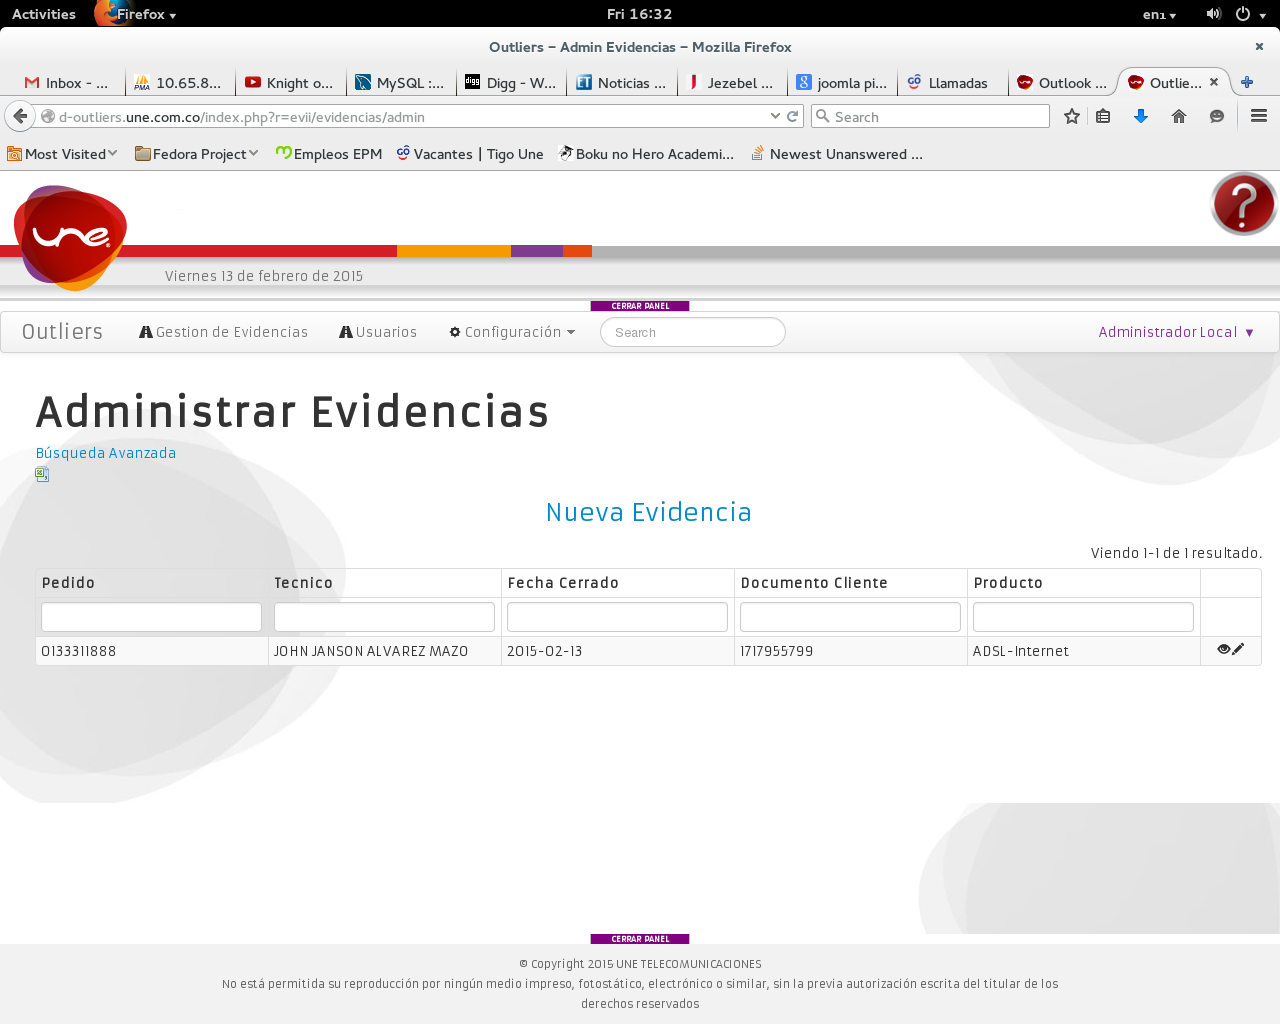 Activities Firefox Fri 16:32 en₁
Outliers – Admin Evidencias – Mozilla Firefox
Inbox - ... 10.65.8... Knight o... MySQL :... Digg - W... Noticias ... Jezebel ... joomla pi... Llamadas Outlook ... Outlie...
d-outliers.une.com.co/index.php?r=evii/evidencias/admin Search
Most Visited Fedora Project Empleos EPM Vacantes | Tigo Une Boku no Hero Academi... Newest Unanswered ...
une
Viernes 13 de febrero de 2015
CERRAR PANEL
Outliers Gestion de Evidencias Usuarios Configuración Search Administrador Local ▼
Administrar Evidencias
Búsqueda Avanzada
Nueva Evidencia
Viendo 1-1 de 1 resultado.
Pedido Tecnico Fecha Cerrado Documento Cliente Producto
0133311888 JOHN JANSON ALVAREZ MAZO 2015-02-13 1717955799 ADSL-Internet
CERRAR PANEL
© Copyright 2015 UNE TELECOMUNICACIONES
No está permitida su reproducción por ningún medio impreso, fotostático, electrónico o similar, sin la previa autorización escrita del titular de los
derechos reservados